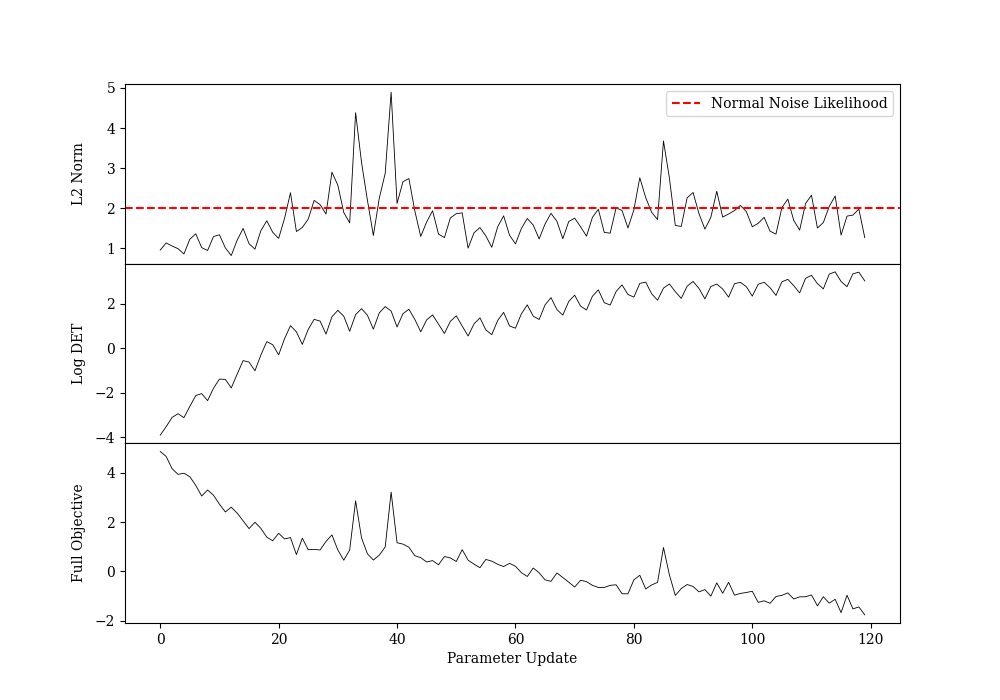 Normal Noise Likelihood
L2 Norm
5
4
3
2
1
Log DET
2
0
−2
−4
Full Objective
4
2
0
−2
0 20 40 60 80 100 120
Parameter Update